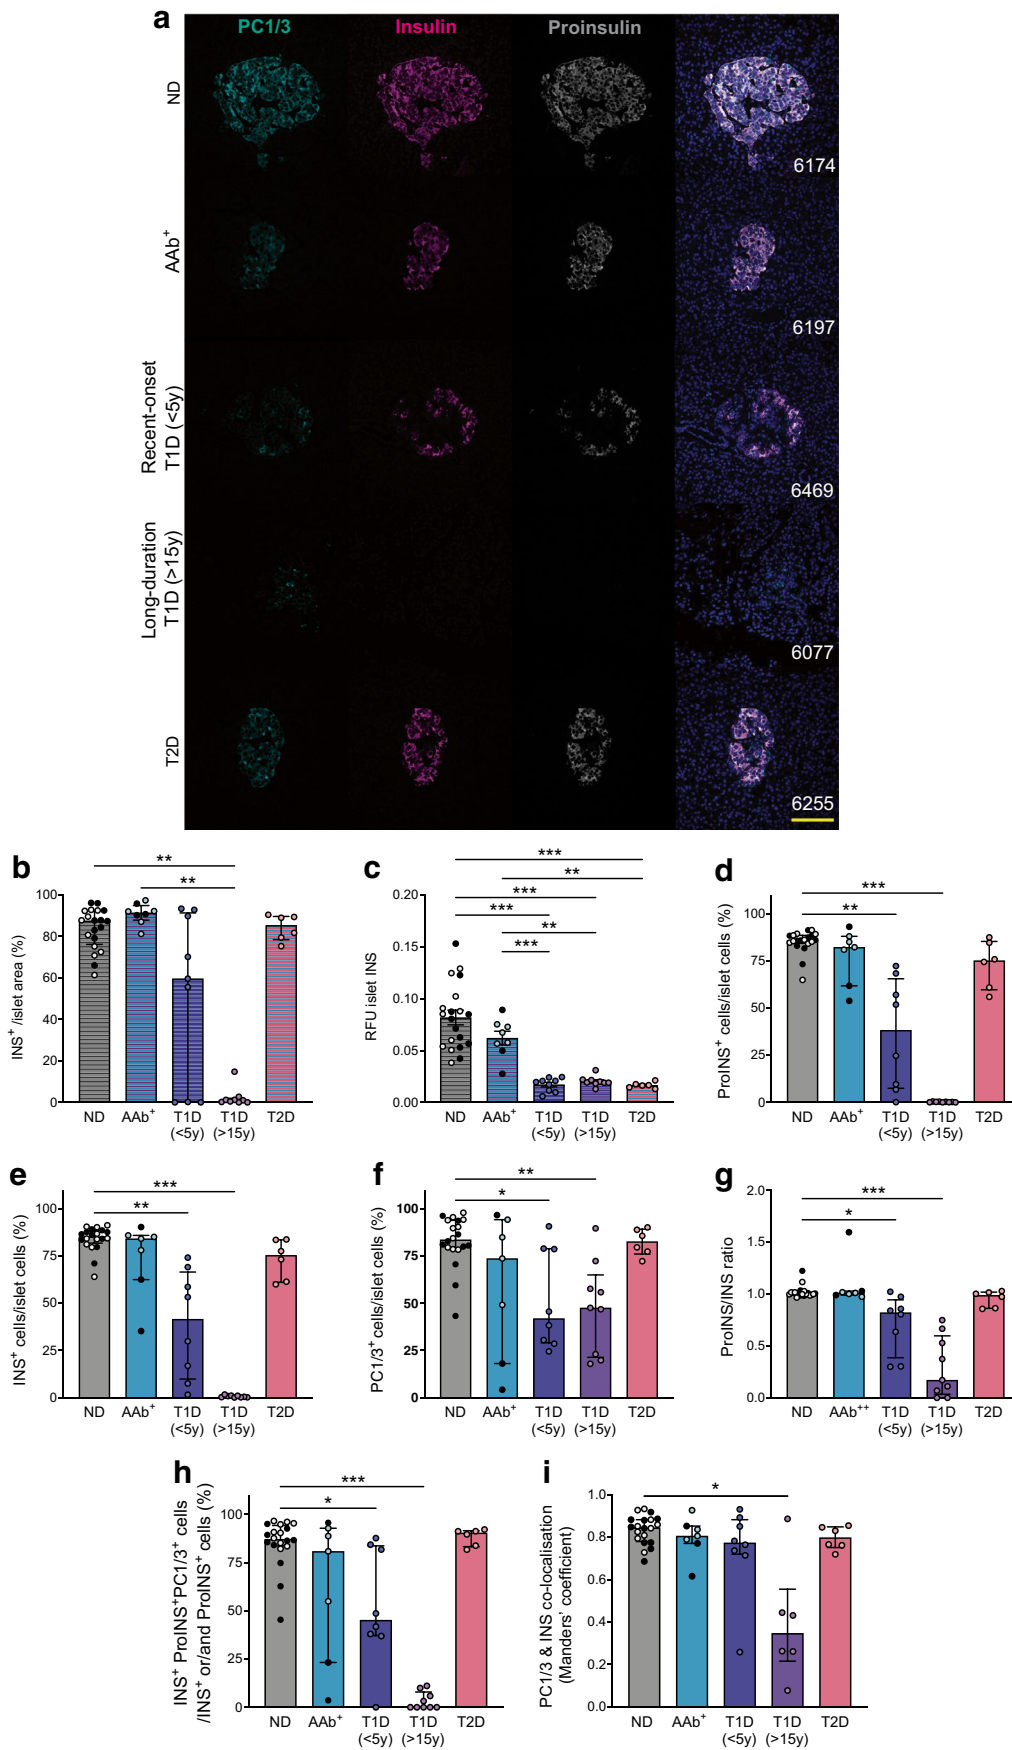 a
PC1/3 Insulin Proinsulin
ND
6174
AAb⁺
6197
Recent-onset
T1D (<5y)
6469
Long-duration
T1D (>15y)
6077
T2D
6255
b
**
**
INS⁺/islet area (%)
100
80
60
40
20
0
ND AAb⁺ T1D T1D T2D
(<5y) (>15y)
c
***
**
***
***
**
***
RFU islet INS
0.20
0.15
0.10
0.05
0.00
ND AAb⁺ T1D T1D T2D
(<5y) (>15y)
d
***
**
ProINS⁺ cells/islet cells (%)
100
75
50
25
0
ND AAb⁺ T1D T1D T2D
(<5y) (>15y)
e
***
**
INS⁺ cells/islet cells (%)
100
75
50
25
0
ND AAb⁺ T1D T1D T2D
(<5y) (>15y)
f
**
*
PC1/3⁺ cells/islet cells (%)
100
75
50
25
0
ND AAb⁺ T1D T1D T2D
(<5y) (>15y)
g
***
*
ProINS/INS ratio
2.0
1.5
1.0
0.5
0.0
ND AAb⁺⁺ T1D T1D T2D
(<5y) (>15y)
h
***
*
INS⁺ ProINS⁺PC1/3⁺ cells
/INS⁺ or/and ProINS⁺ cells (%)
100
75
50
25
0
ND AAb⁺ T1D T1D T2D
(<5y) (>15y)
i
*
PC1/3 & INS co-localisation
(Manders' coefficient)
1.0
0.8
0.6
0.4
0.2
0.0
ND AAb⁺ T1D T1D T2D
(<5y) (>15y)